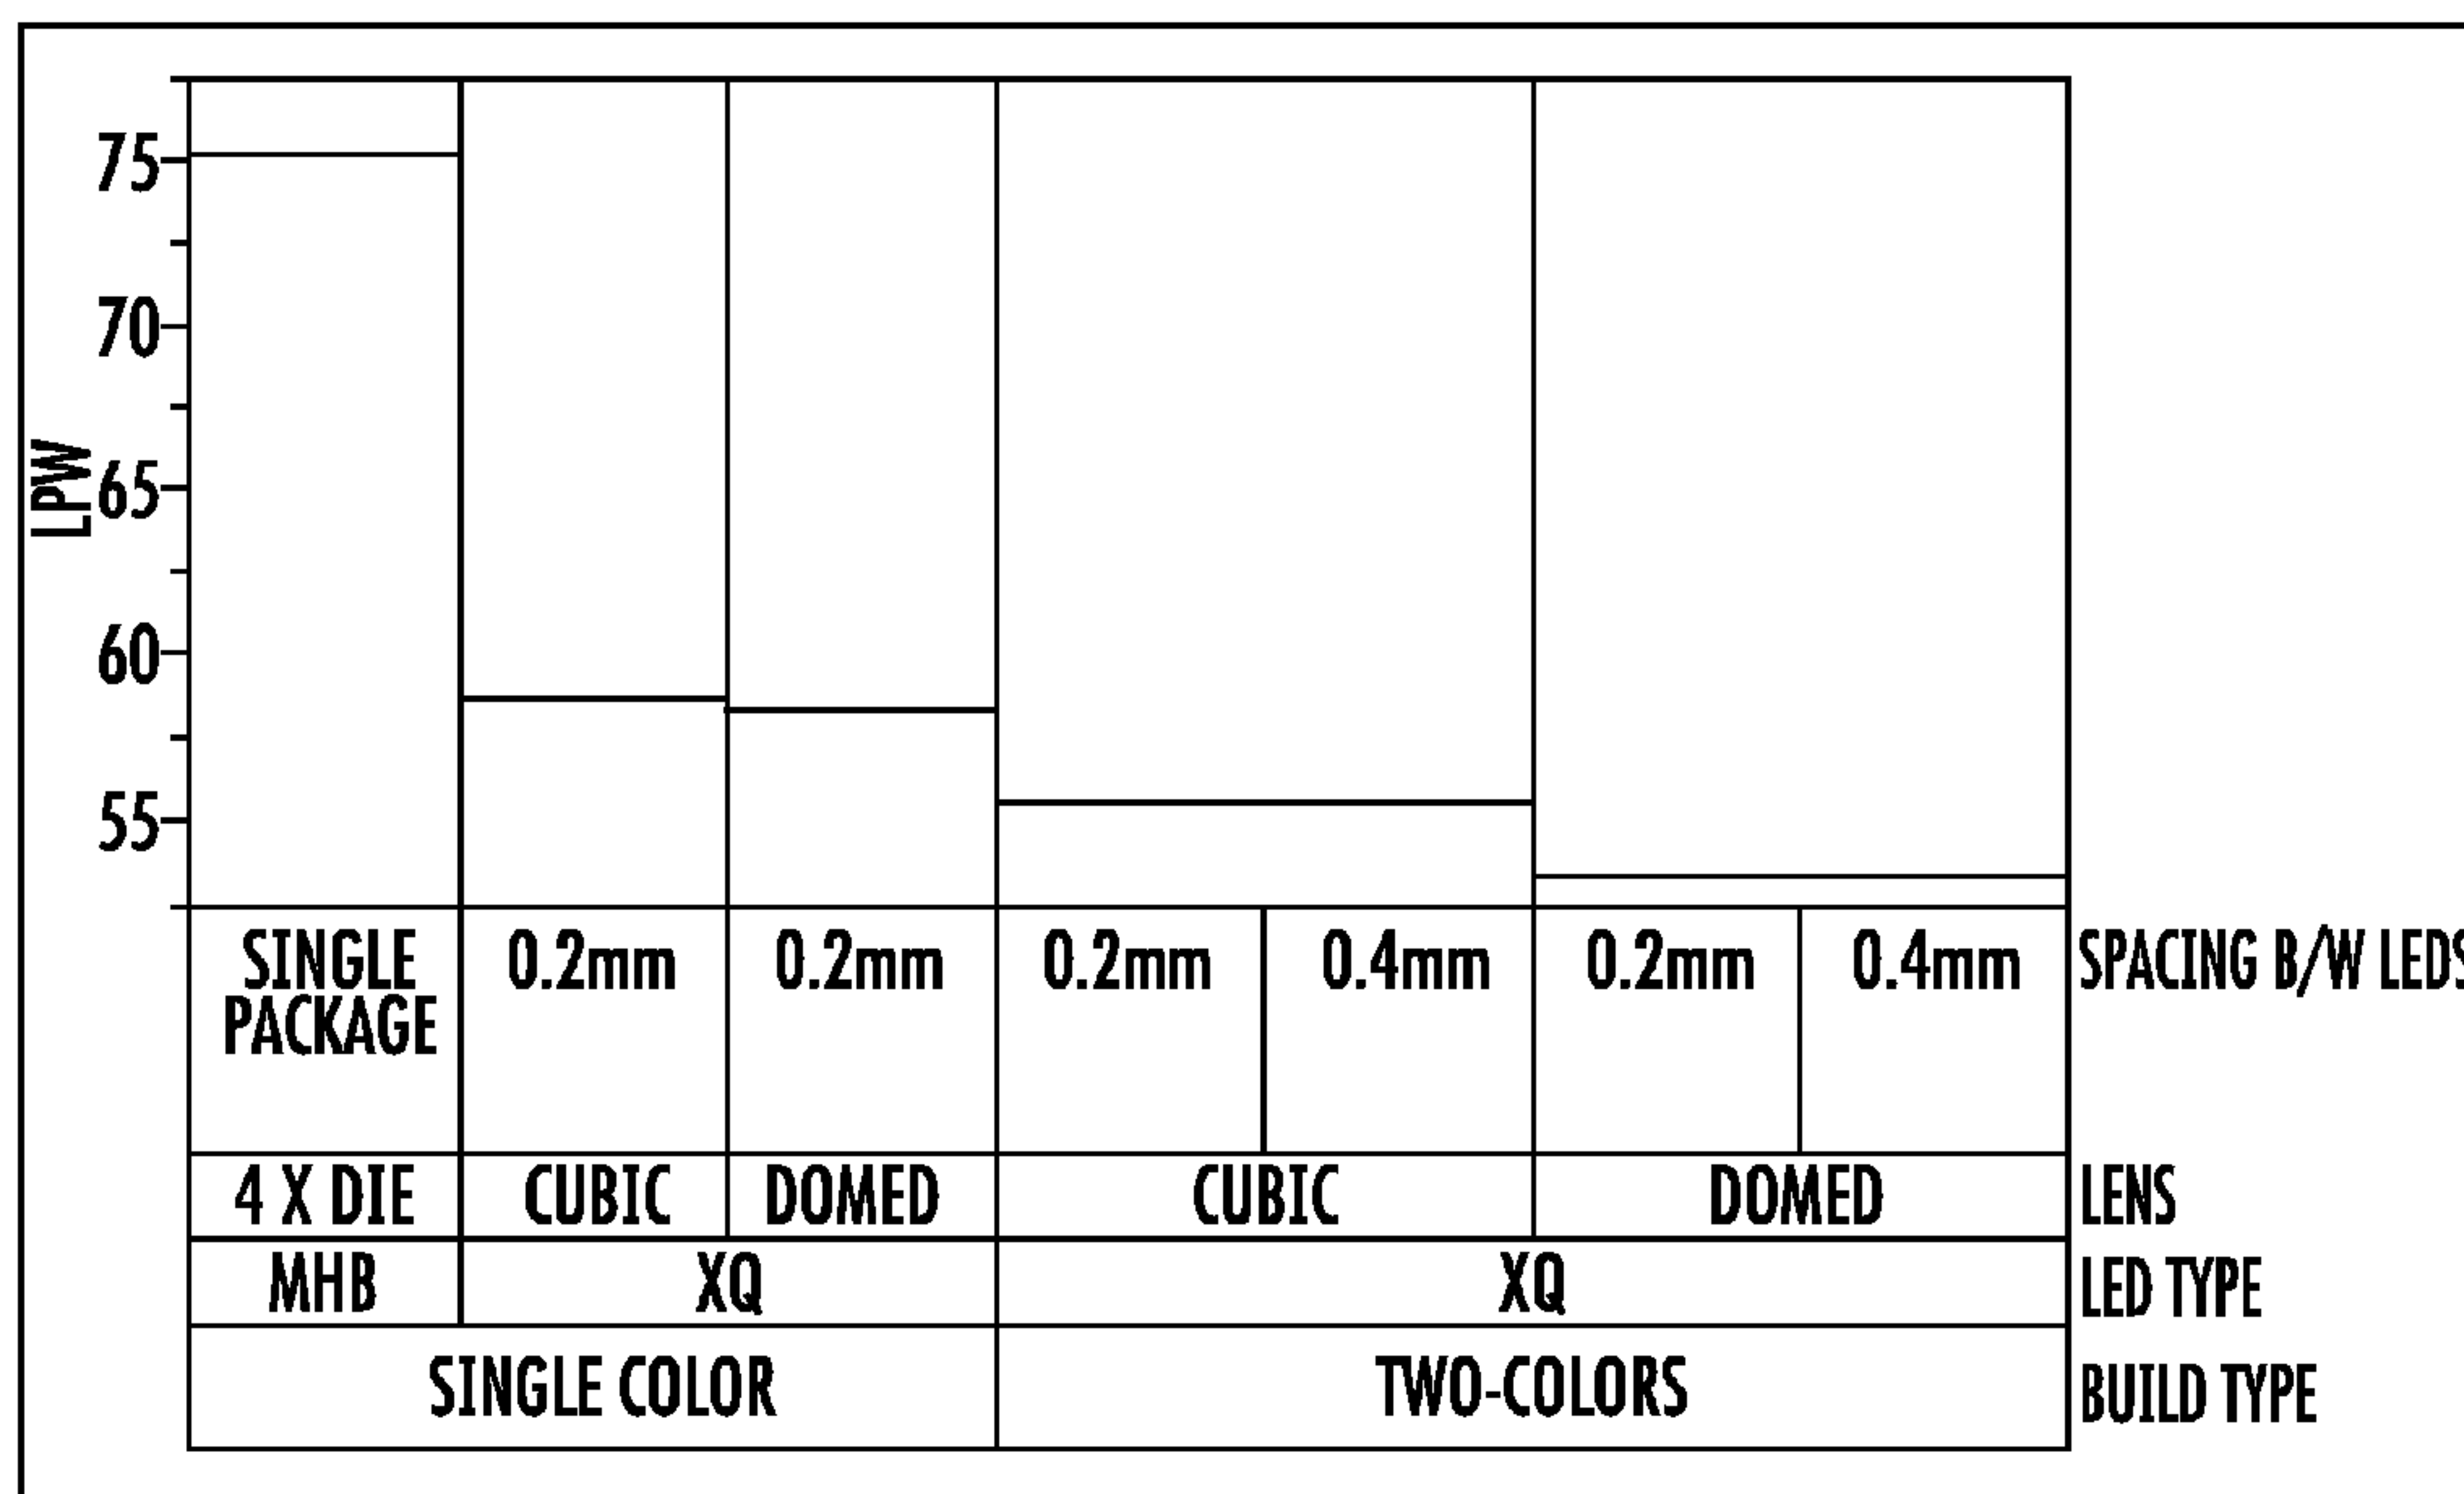 75
70
65
60
55
LPW
SINGLE PACKAGE
0.2mm
0.2mm
0.2mm
0.4mm
0.2mm
0.4mm
SPACING B/W LEDS
4 X DIE
CUBIC
DOMED
CUBIC
DOMED
LENS
MHB
XQ
XQ
LED TYPE
SINGLE COLOR
TWO-COLORS
BUILD TYPE